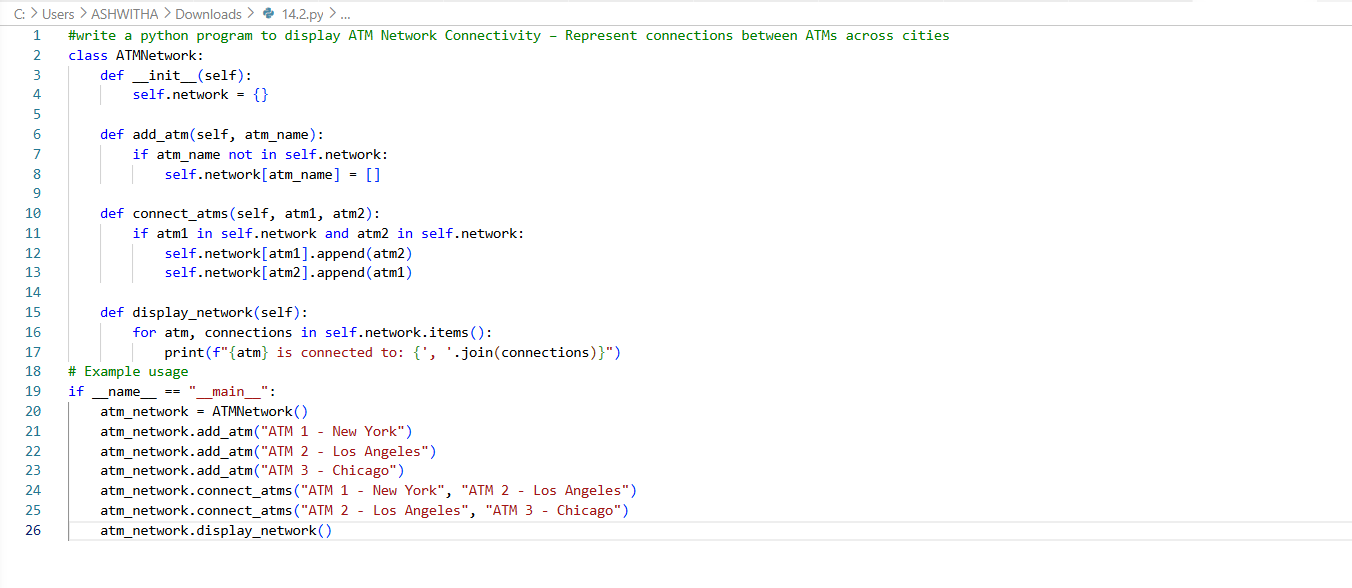 C: > Users > ASHWITHA > Downloads > 14.2.py > ...
1 #write a python program to display ATM Network Connectivity – Represent connections between ATMs across cities
2 class ATMNetwork:
3     def __init__(self):
4         self.network = {}
5
6     def add_atm(self, atm_name):
7         if atm_name not in self.network:
8             self.network[atm_name] = []
9
10     def connect_atms(self, atm1, atm2):
11         if atm1 in self.network and atm2 in self.network:
12             self.network[atm1].append(atm2)
13             self.network[atm2].append(atm1)
14
15     def display_network(self):
16         for atm, connections in self.network.items():
17             print(f"{atm} is connected to: {', '.join(connections)}")
18 # Example usage
19 if __name__ == "__main__":
20     atm_network = ATMNetwork()
21     atm_network.add_atm("ATM 1 - New York")
22     atm_network.add_atm("ATM 2 - Los Angeles")
23     atm_network.add_atm("ATM 3 - Chicago")
24     atm_network.connect_atms("ATM 1 - New York", "ATM 2 - Los Angeles")
25     atm_network.connect_atms("ATM 2 - Los Angeles", "ATM 3 - Chicago")
26     atm_network.display_network()